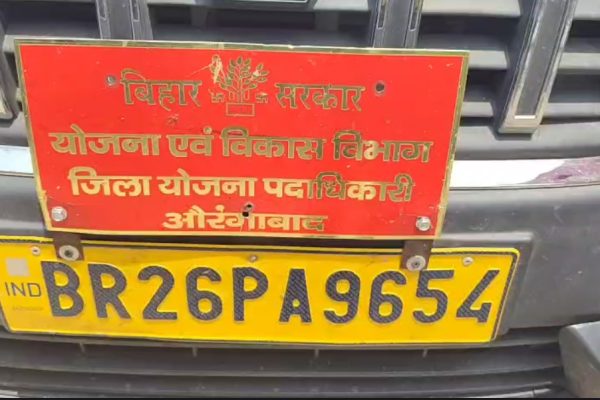 बिहार सरकार
योजना एवं विकास विभाग
जिला योजना पदाधिकारी
औरंगाबाद
IND BR26PA9654